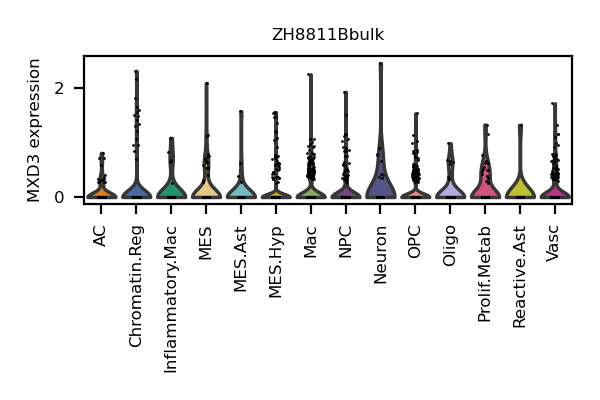 ZH8811Bbulk
MXD3 expression
2
0
AC
Chromatin.Reg
Inflammatory.Mac
MES
MES.Ast
MES.Hyp
Mac
NPC
Neuron
OPC
Oligo
Prolif.Metab
Reactive.Ast
Vasc